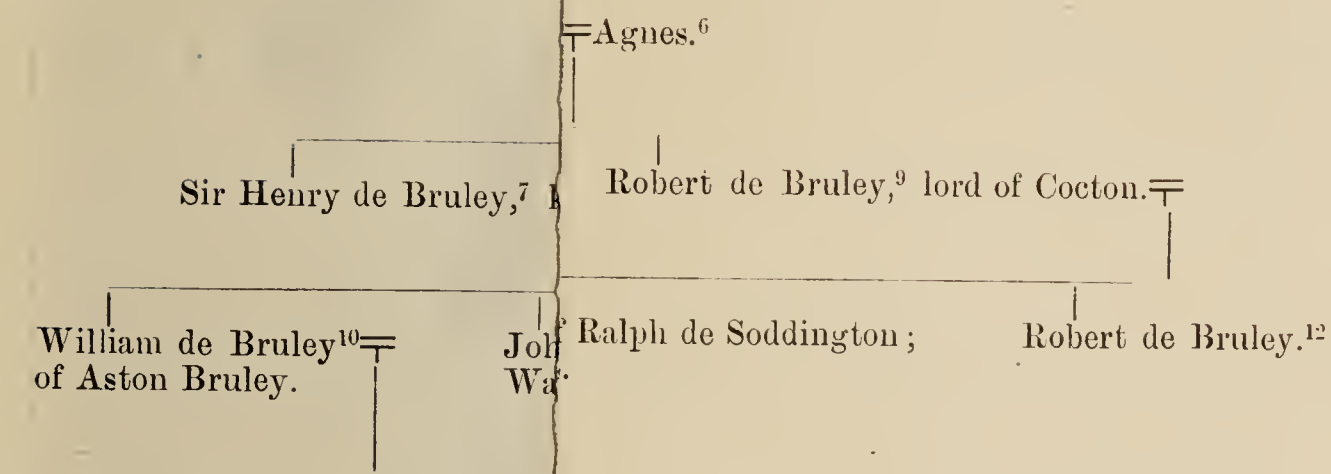 Agnes.⁶
Sir Henry de Bruley,⁷ Robert de Bruley,⁹ lord of Cocton.
William de Bruley¹⁰ Ralph de Soddington; Robert de Bruley.¹²
of Aston Bruley.